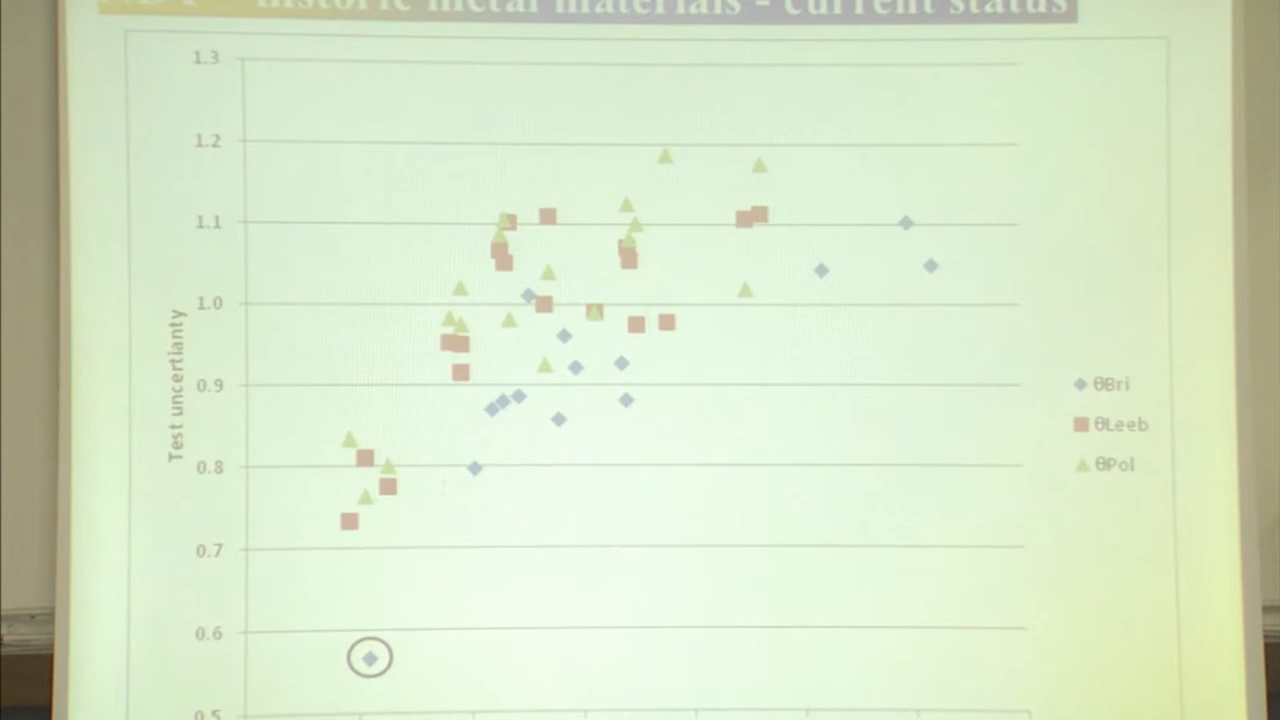 historic metal materials - current status
1.3
1.2
1.1
1.0
0.9
0.8
0.7
0.6
0.5
Test uncertianty
θBri
θLeeb
θPol